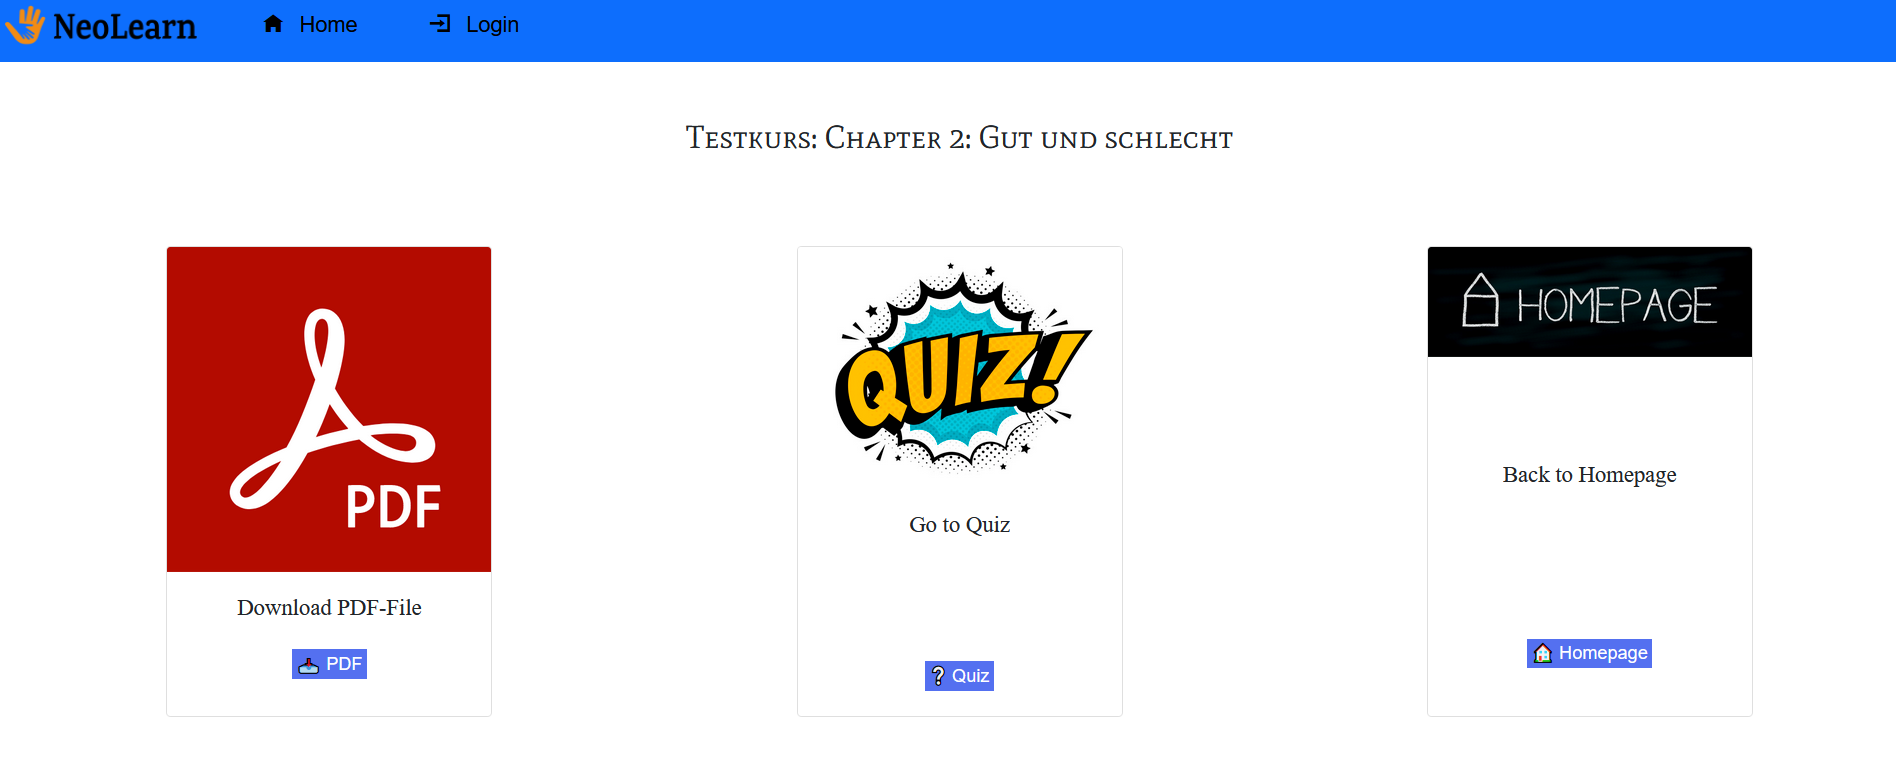 NeoLearn Home Login
Testkurs: Chapter 2: Gut und schlecht
PDF
Download PDF-File
PDF
QUIZ!
Go to Quiz
Quiz
HOMEPAGE
Back to Homepage
Homepage